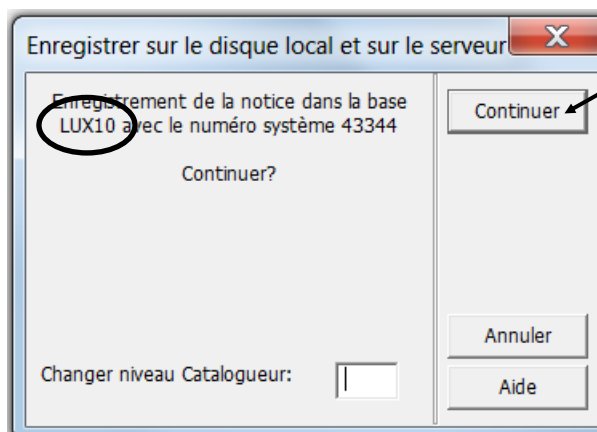 Enregistrer sur le disque local et sur le serveur
Enregistrement de la notice dans la base
LUX10 avec le numéro système 43344
Continuer?
Continuer
Annuler
Changer niveau Catalogueur:
Aide